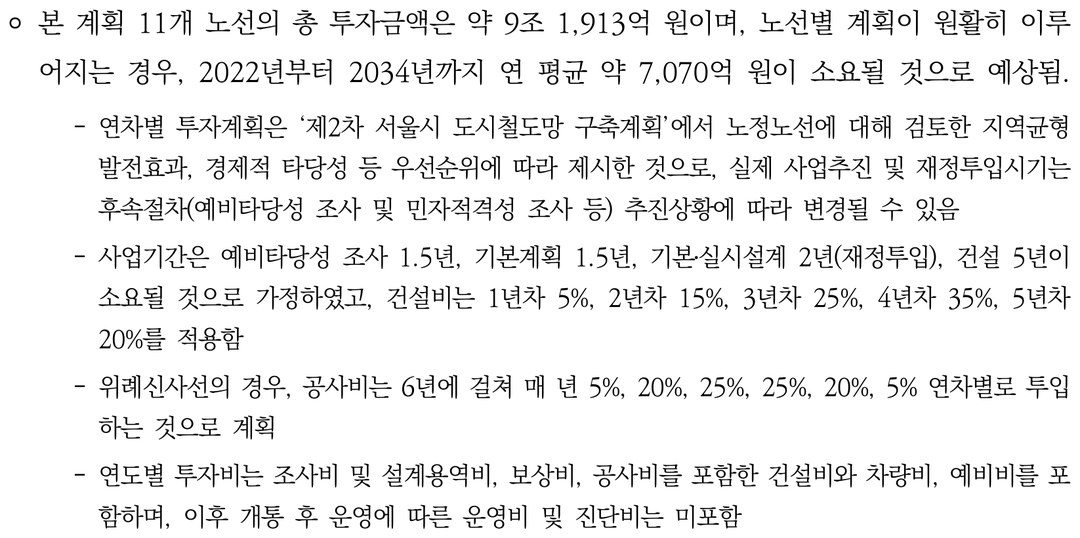 ○ 본 계획 11개 노선의 총 투자금액은 약 9조 1,913억 원이며, 노선별 계획이 원활히 이루
어지는 경우, 2022년부터 2034년까지 연 평균 약 7,070억 원이 소요될 것으로 예상됨.
- 연차별 투자계획은 ‘제2차 서울시 도시철도망 구축계획’에서 노정노선에 대해 검토한 지역균형
발전효과, 경제적 타당성 등 우선순위에 따라 제시한 것으로, 실제 사업추진 및 재정투입시기는
후속절차(예비타당성 조사 및 민자적격성 조사 등) 추진상황에 따라 변경될 수 있음
- 사업기간은 예비타당성 조사 1.5년, 기본계획 1.5년, 기본·실시설계 2년(재정투입), 건설 5년이
소요될 것으로 가정하였고, 건설비는 1년차 5%, 2년차 15%, 3년차 25%, 4년차 35%, 5년차
20%를 적용함
- 위례신사선의 경우, 공사비는 6년에 걸쳐 매 년 5%, 20%, 25%, 25%, 20%, 5% 연차별로 투입
하는 것으로 계획
- 연도별 투자비는 조사비 및 설계용역비, 보상비, 공사비를 포함한 건설비와 차량비, 예비비를 포
함하며, 이후 개통 후 운영에 따른 운영비 및 진단비는 미포함